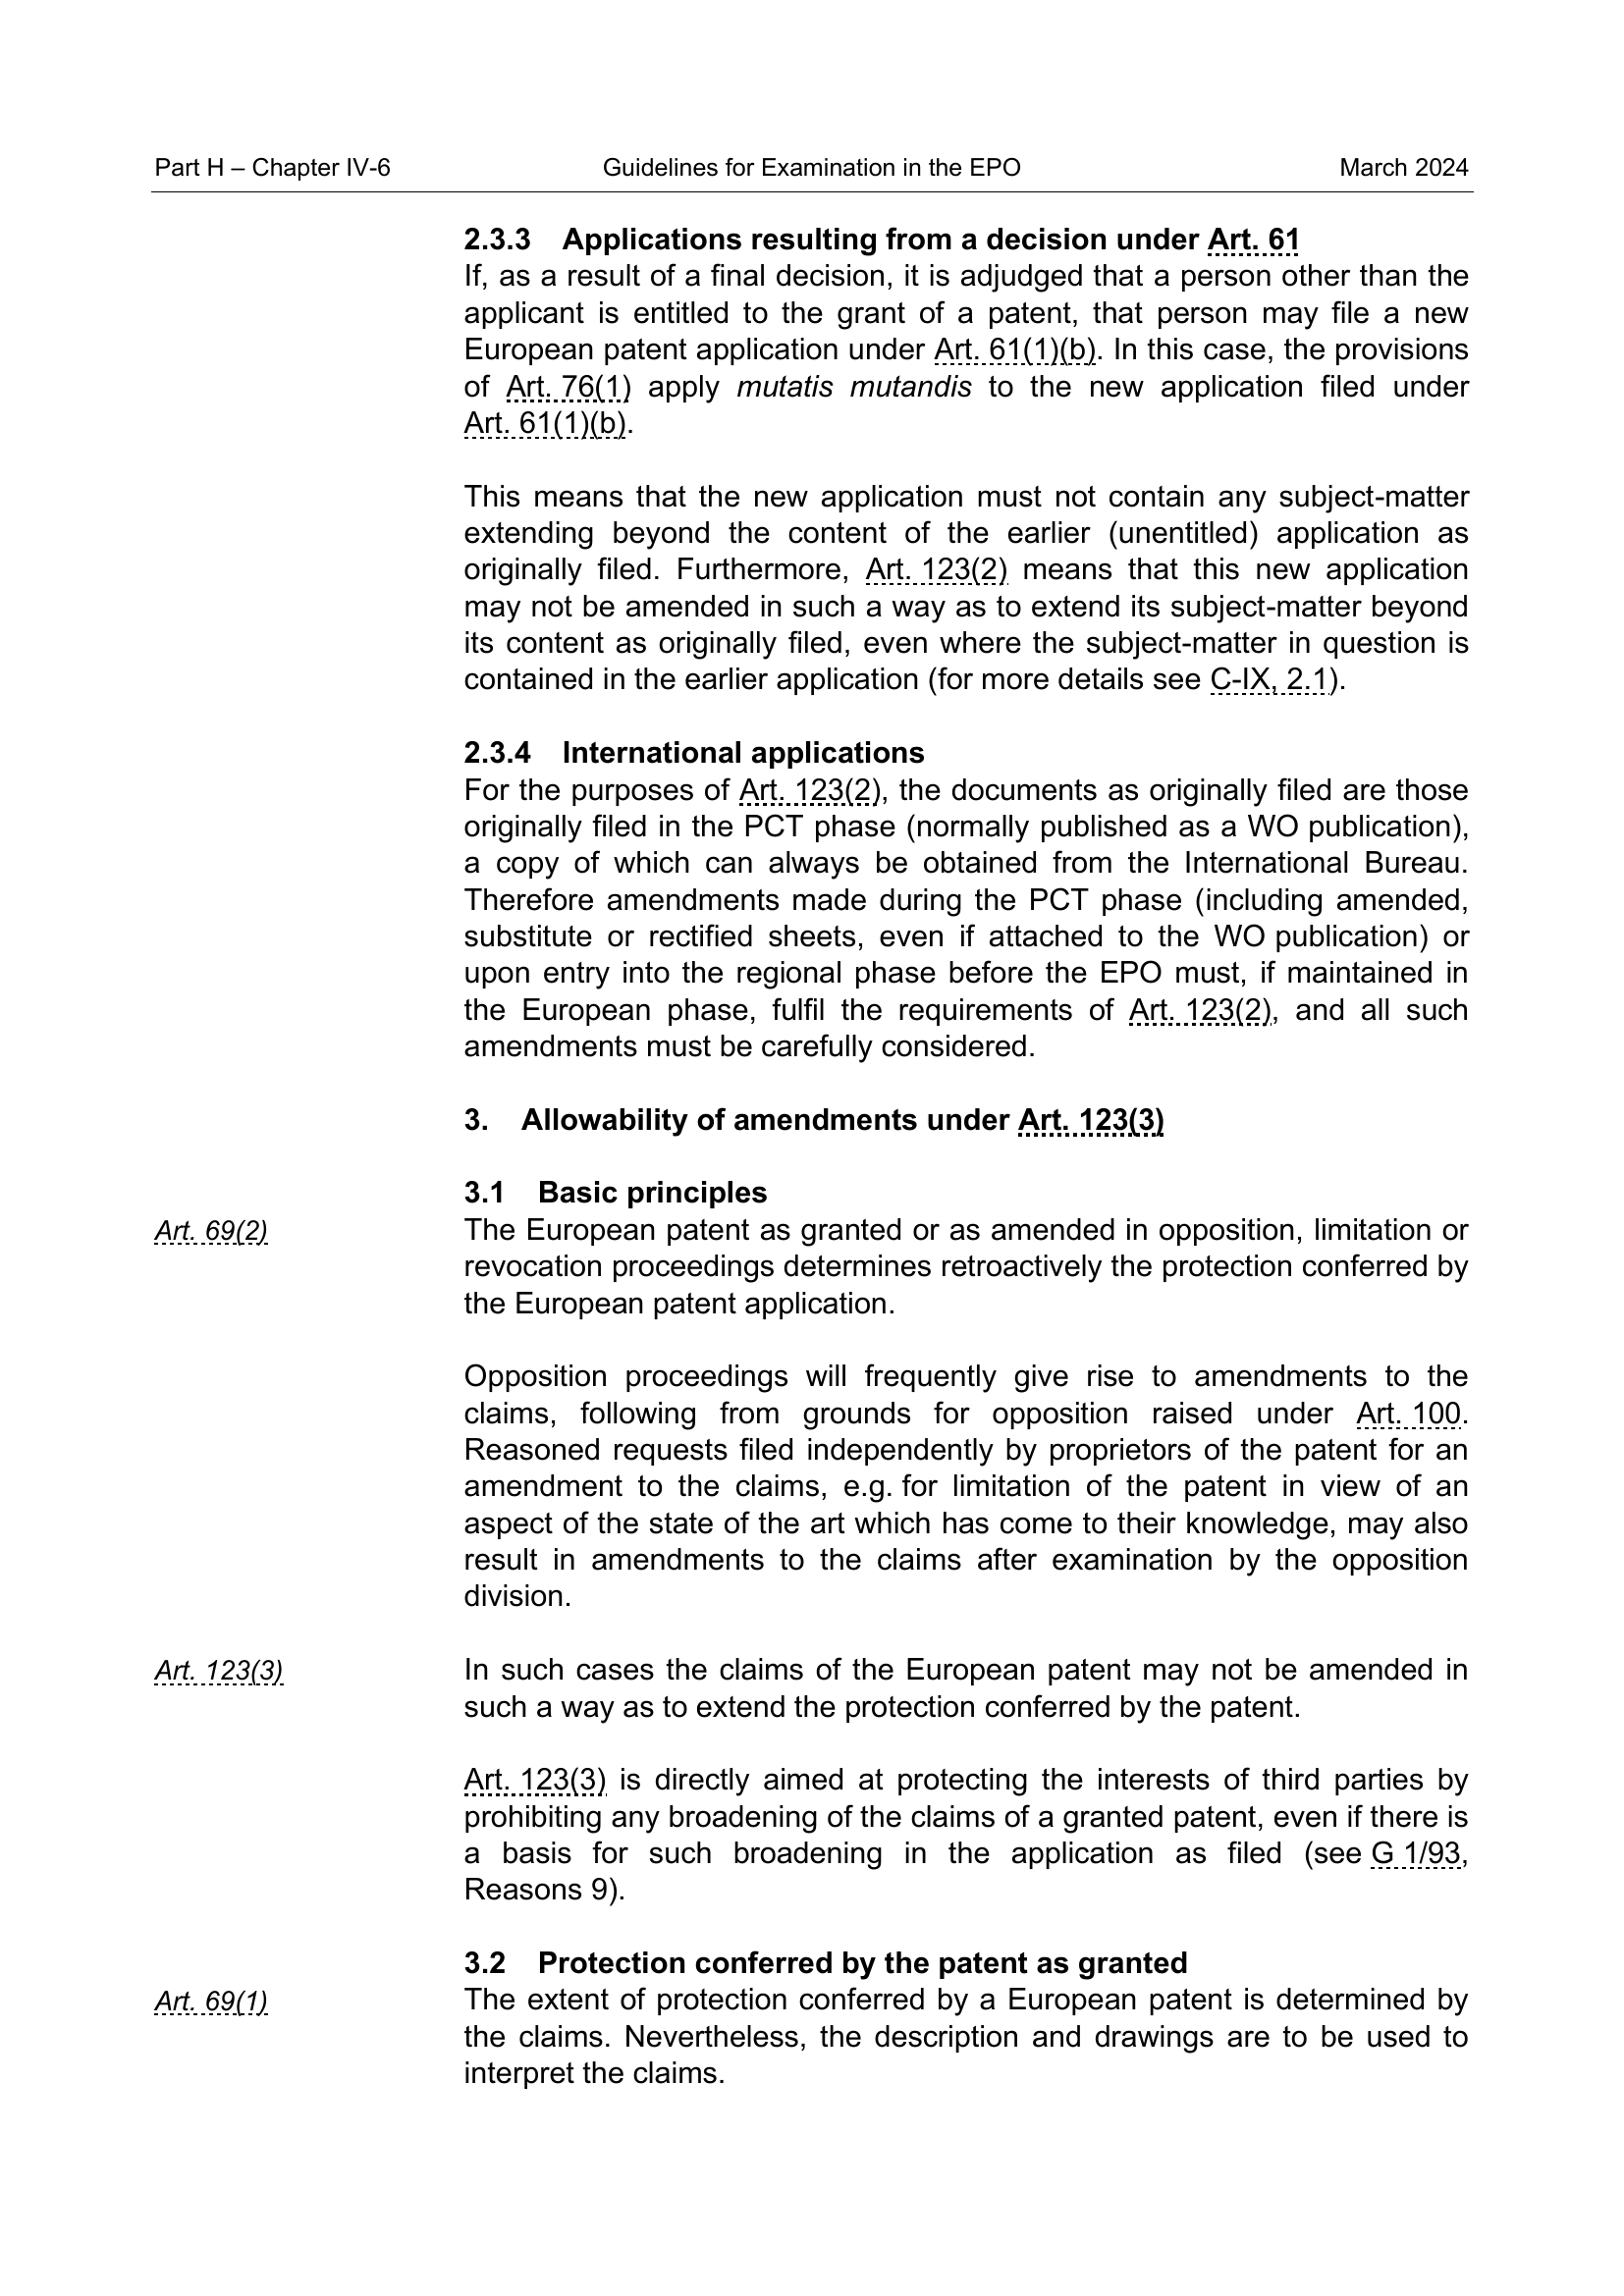 Part H – Chapter IV-6 Guidelines for Examination in the EPO March 2024
2.3.3 Applications resulting from a decision under Art. 61
If, as a result of a final decision, it is adjudged that a person other than the
applicant is entitled to the grant of a patent, that person may file a new
European patent application under Art. 61(1)(b). In this case, the provisions
of Art. 76(1) apply mutatis mutandis to the new application filed under
Art. 61(1)(b).
This means that the new application must not contain any subject-matter
extending beyond the content of the earlier (unentitled) application as
originally filed. Furthermore, Art. 123(2) means that this new application
may not be amended in such a way as to extend its subject-matter beyond
its content as originally filed, even where the subject-matter in question is
contained in the earlier application (for more details see C-IX, 2.1).
2.3.4 International applications
For the purposes of Art. 123(2), the documents as originally filed are those
originally filed in the PCT phase (normally published as a WO publication),
a copy of which can always be obtained from the International Bureau.
Therefore amendments made during the PCT phase (including amended,
substitute or rectified sheets, even if attached to the WO publication) or
upon entry into the regional phase before the EPO must, if maintained in
the European phase, fulfil the requirements of Art. 123(2), and all such
amendments must be carefully considered.
3. Allowability of amendments under Art. 123(3)
3.1 Basic principles
Art. 69(2)
The European patent as granted or as amended in opposition, limitation or
revocation proceedings determines retroactively the protection conferred by
the European patent application.
Opposition proceedings will frequently give rise to amendments to the
claims, following from grounds for opposition raised under Art. 100.
Reasoned requests filed independently by proprietors of the patent for an
amendment to the claims, e.g. for limitation of the patent in view of an
aspect of the state of the art which has come to their knowledge, may also
result in amendments to the claims after examination by the opposition
division.
Art. 123(3)
In such cases the claims of the European patent may not be amended in
such a way as to extend the protection conferred by the patent.
Art. 123(3) is directly aimed at protecting the interests of third parties by
prohibiting any broadening of the claims of a granted patent, even if there is
a basis for such broadening in the application as filed (see G 1/93,
Reasons 9).
3.2 Protection conferred by the patent as granted
Art. 69(1)
The extent of protection conferred by a European patent is determined by
the claims. Nevertheless, the description and drawings are to be used to
interpret the claims.